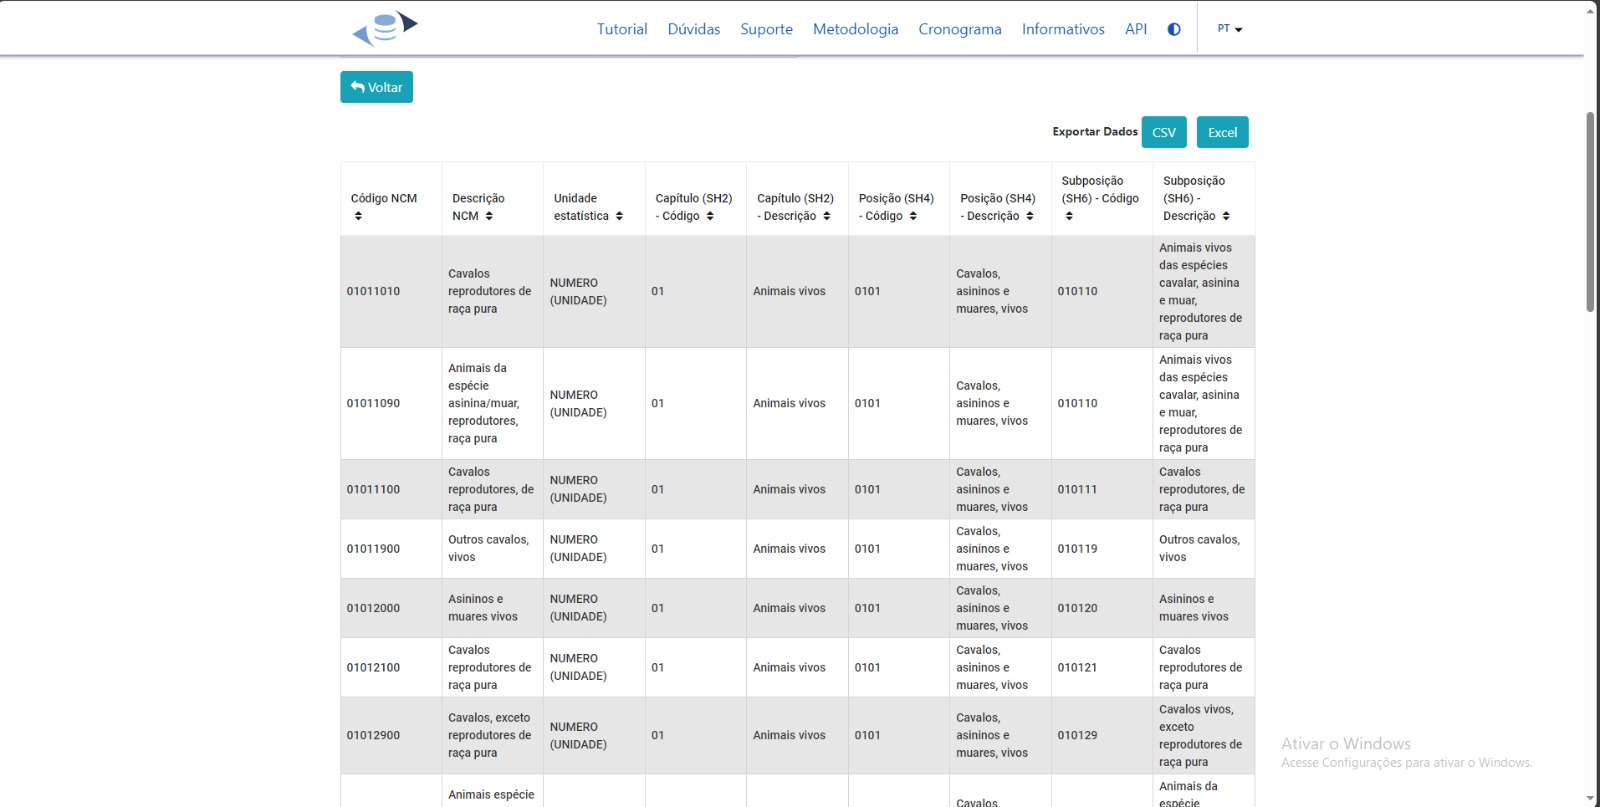 Tutorial Dúvidas Suporte Metodologia Cronograma Informativos API PT
Voltar
Exportar Dados CSV Excel
Código NCM
Descrição
NCM
Unidade
estatística
Capítulo (SH2)
- Código
Capítulo (SH2)
- Descrição
Posição (SH4)
- Código
Posição (SH4)
- Descrição
Subposição
(SH6) - Código
Subposição
(SH6) -
Descrição
01011010
Cavalos
reprodutores de
raça pura
NUMERO
(UNIDADE)
01
Animais vivos
0101
Cavalos,
asininos e
muares, vivos
010110
Animais vivos
das espécies
cavalar, asinina
e muar,
reprodutores de
raça pura
01011090
Animais da
espécie
asinina/muar,
reprodutores,
raça pura
NUMERO
(UNIDADE)
01
Animais vivos
0101
Cavalos,
asininos e
muares, vivos
010110
Animais vivos
das espécies
cavalar, asinina
e muar,
reprodutores de
raça pura
01011100
Cavalos
reprodutores, de
raça pura
NUMERO
(UNIDADE)
01
Animais vivos
0101
Cavalos,
asininos e
muares, vivos
010111
Cavalos
reprodutores, de
raça pura
01011900
Outros cavalos,
vivos
NUMERO
(UNIDADE)
01
Animais vivos
0101
Cavalos,
asininos e
muares, vivos
010119
Outros cavalos,
vivos
01012000
Asininos e
muares vivos
NUMERO
(UNIDADE)
01
Animais vivos
0101
Cavalos,
asininos e
muares, vivos
010120
Asininos e
muares vivos
01012100
Cavalos
reprodutores de
raça pura
NUMERO
(UNIDADE)
01
Animais vivos
0101
Cavalos,
asininos e
muares, vivos
010121
Cavalos
reprodutores de
raça pura
01012900
Cavalos, exceto
reprodutores de
raça pura
NUMERO
(UNIDADE)
01
Animais vivos
0101
Cavalos,
asininos e
muares, vivos
010129
Cavalos vivos,
exceto
reprodutores de
raça pura
Animais espécie
Cavalos,
Animais da
espécie
Ativar o Windows
Acesse Configurações para ativar o Windows.